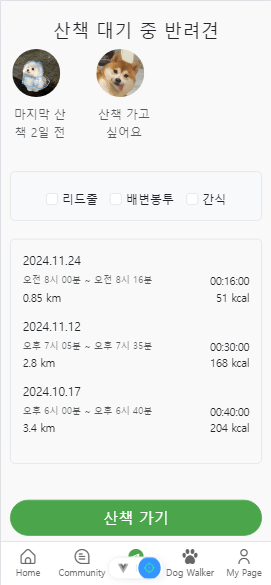 산책 대기 중 반려견
마지막 산
책 2일 전
산책 가고
싶어요
리드줄 배변봉투 간식
2024.11.24
오전 8시 00분 ~ 오전 8시 16분 00:16:00
0.85 km 51 kcal
2024.11.12
오후 7시 05분 ~ 오후 7시 35분 00:30:00
2.8 km 168 kcal
2024.10.17
오후 6시 00분 ~ 오후 6시 40분 00:40:00
3.4 km 204 kcal
산책 가기
Home Community Dog Walker My Page